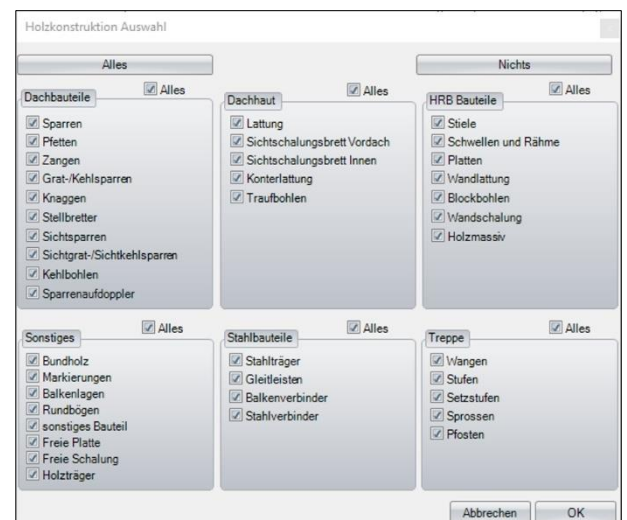 Holzkonstruktion Auswahl
Alles
Nichts
Dachbauteile
Alles
Sparren
Pfetten
Zangen
Grat-/Kehlsparren
Knaggen
Stellbretter
Sichtsparren
Sichtgrat-/Sichtkehlsparren
Kehlbohlen
Sparrenaufdoppler
Dachhaut
Alles
Lattung
Sichtschalungsbrett Vordach
Sichtschalungsbrett Innen
Konterlattung
Traufbohlen
HRB Bauteile
Alles
Stiele
Schwellen und Rähme
Platten
Wandlattung
Blockbohlen
Wandschalung
Holzmassiv
Sonstiges
Alles
Bundholz
Markierungen
Balkenlagen
Rundbögen
sonstiges Bauteil
Freie Platte
Freie Schalung
Holzträger
Stahlbauteile
Alles
Stahlträger
Gleitleisten
Balkenverbinder
Stahlverbinder
Treppe
Alles
Wangen
Stufen
Setzstufen
Sprossen
Pfosten
Abbrechen
OK